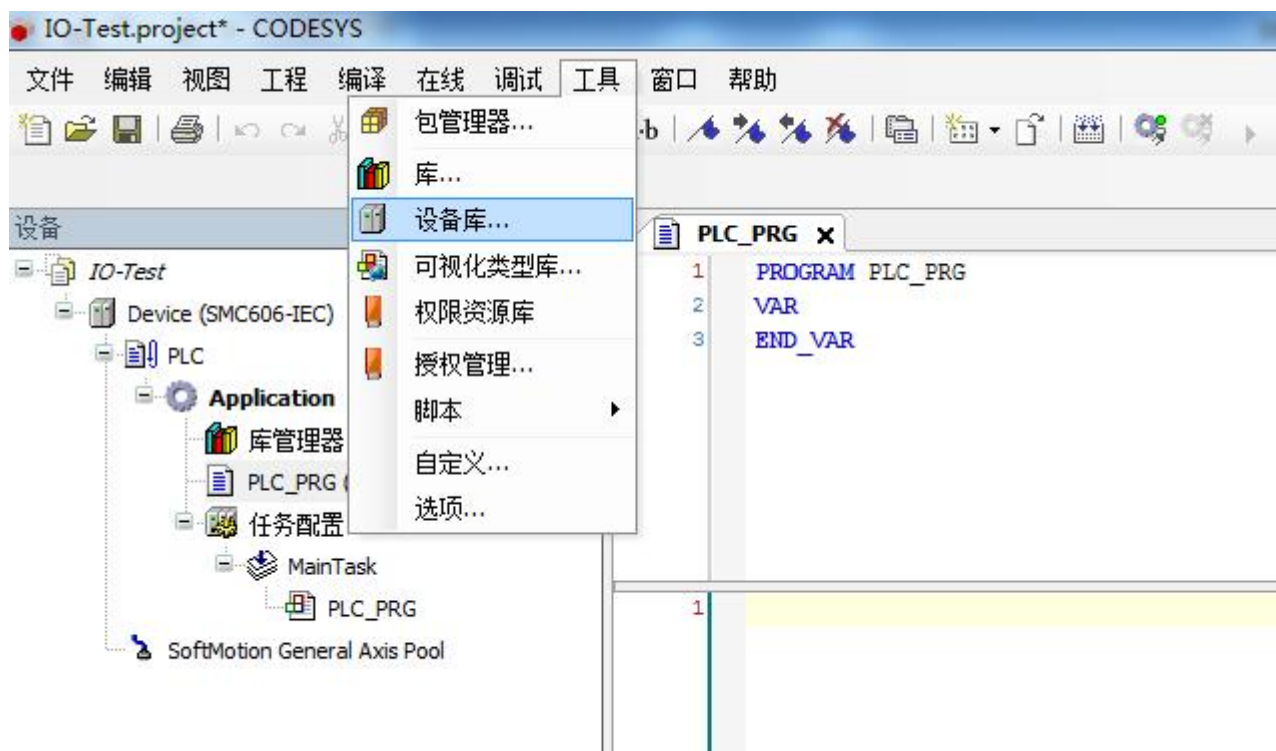 IO-Test.project* - CODESYS
文件 编辑 视图 工程 编译 在线 调试 工具 窗口 帮助
包管理器...
库...
设备库...
可视化类型库...
权限资源库
授权管理...
脚本
自定义...
选项...
设备
IO-Test
Device (SMC606-IEC)
PLC
Application
库管理器
PLC_PRG (
任务配置
MainTask
PLC_PRG
SoftMotion General Axis Pool
PLC_PRG X
1 PROGRAM PLC_PRG
2 VAR
3 END_VAR
1